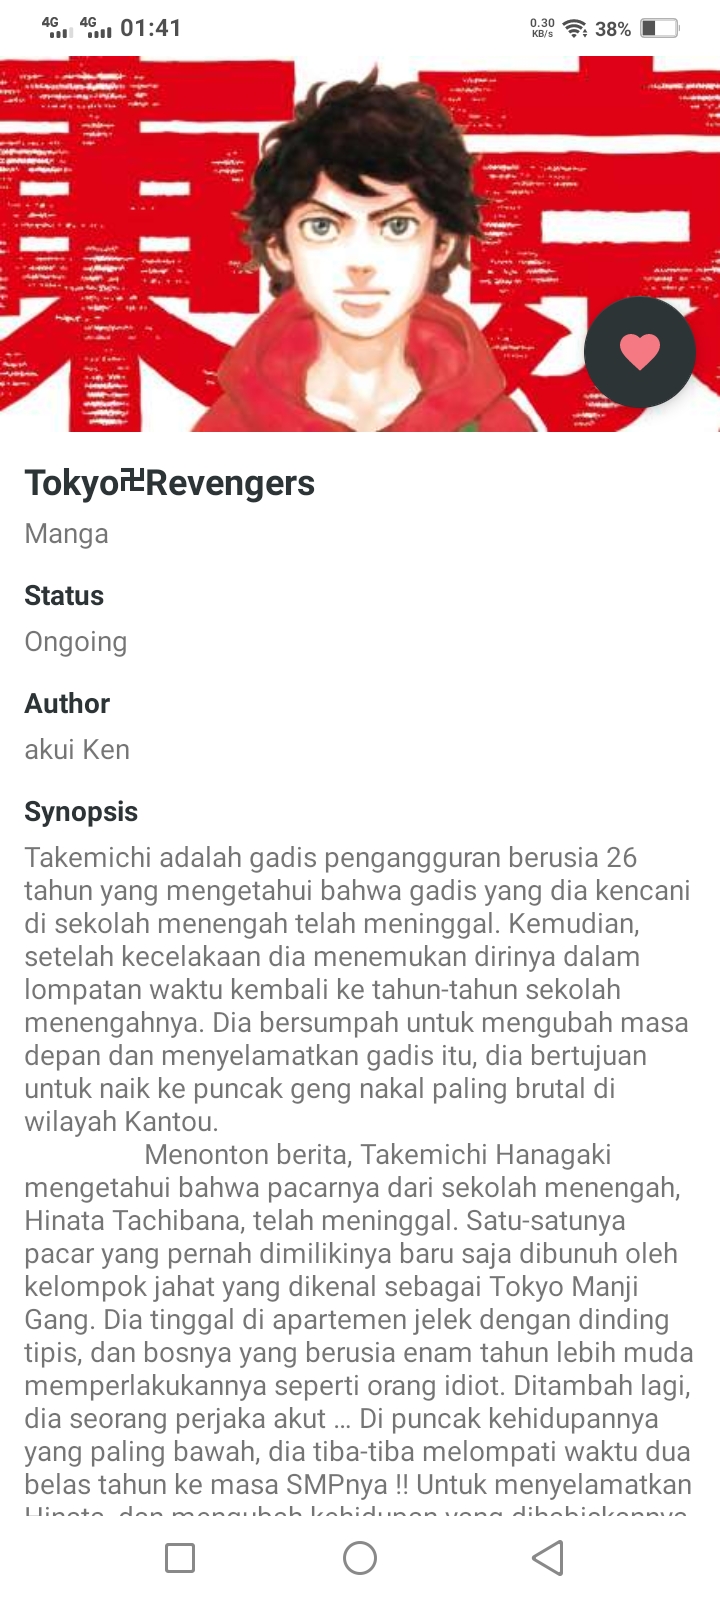 4G 4G 01:41 0.30 KB/s 38%
東京
Tokyo卍Revengers
Manga
Status
Ongoing
Author
akui Ken
Synopsis
Takemichi adalah gadis pengangguran berusia 26
tahun yang mengetahui bahwa gadis yang dia kencani
di sekolah menengah telah meninggal. Kemudian,
setelah kecelakaan dia menemukan dirinya dalam
lompatan waktu kembali ke tahun-tahun sekolah
menengahnya. Dia bersumpah untuk mengubah masa
depan dan menyelamatkan gadis itu, dia bertujuan
untuk naik ke puncak geng nakal paling brutal di
wilayah Kantou.
Menonton berita, Takemichi Hanagaki
mengetahui bahwa pacarnya dari sekolah menengah,
Hinata Tachibana, telah meninggal. Satu-satunya
pacar yang pernah dimilikinya baru saja dibunuh oleh
kelompok jahat yang dikenal sebagai Tokyo Manji
Gang. Dia tinggal di apartemen jelek dengan dinding
tipis, dan bosnya yang berusia enam tahun lebih muda
memperlakukannya seperti orang idiot. Ditambah lagi,
dia seorang perjaka akut ... Di puncak kehidupannya
yang paling bawah, dia tiba-tiba melompati waktu dua
belas tahun ke masa SMPnya !! Untuk menyelamatkan
Hinata, dan mengubah kehidupan yang dihabiskannya